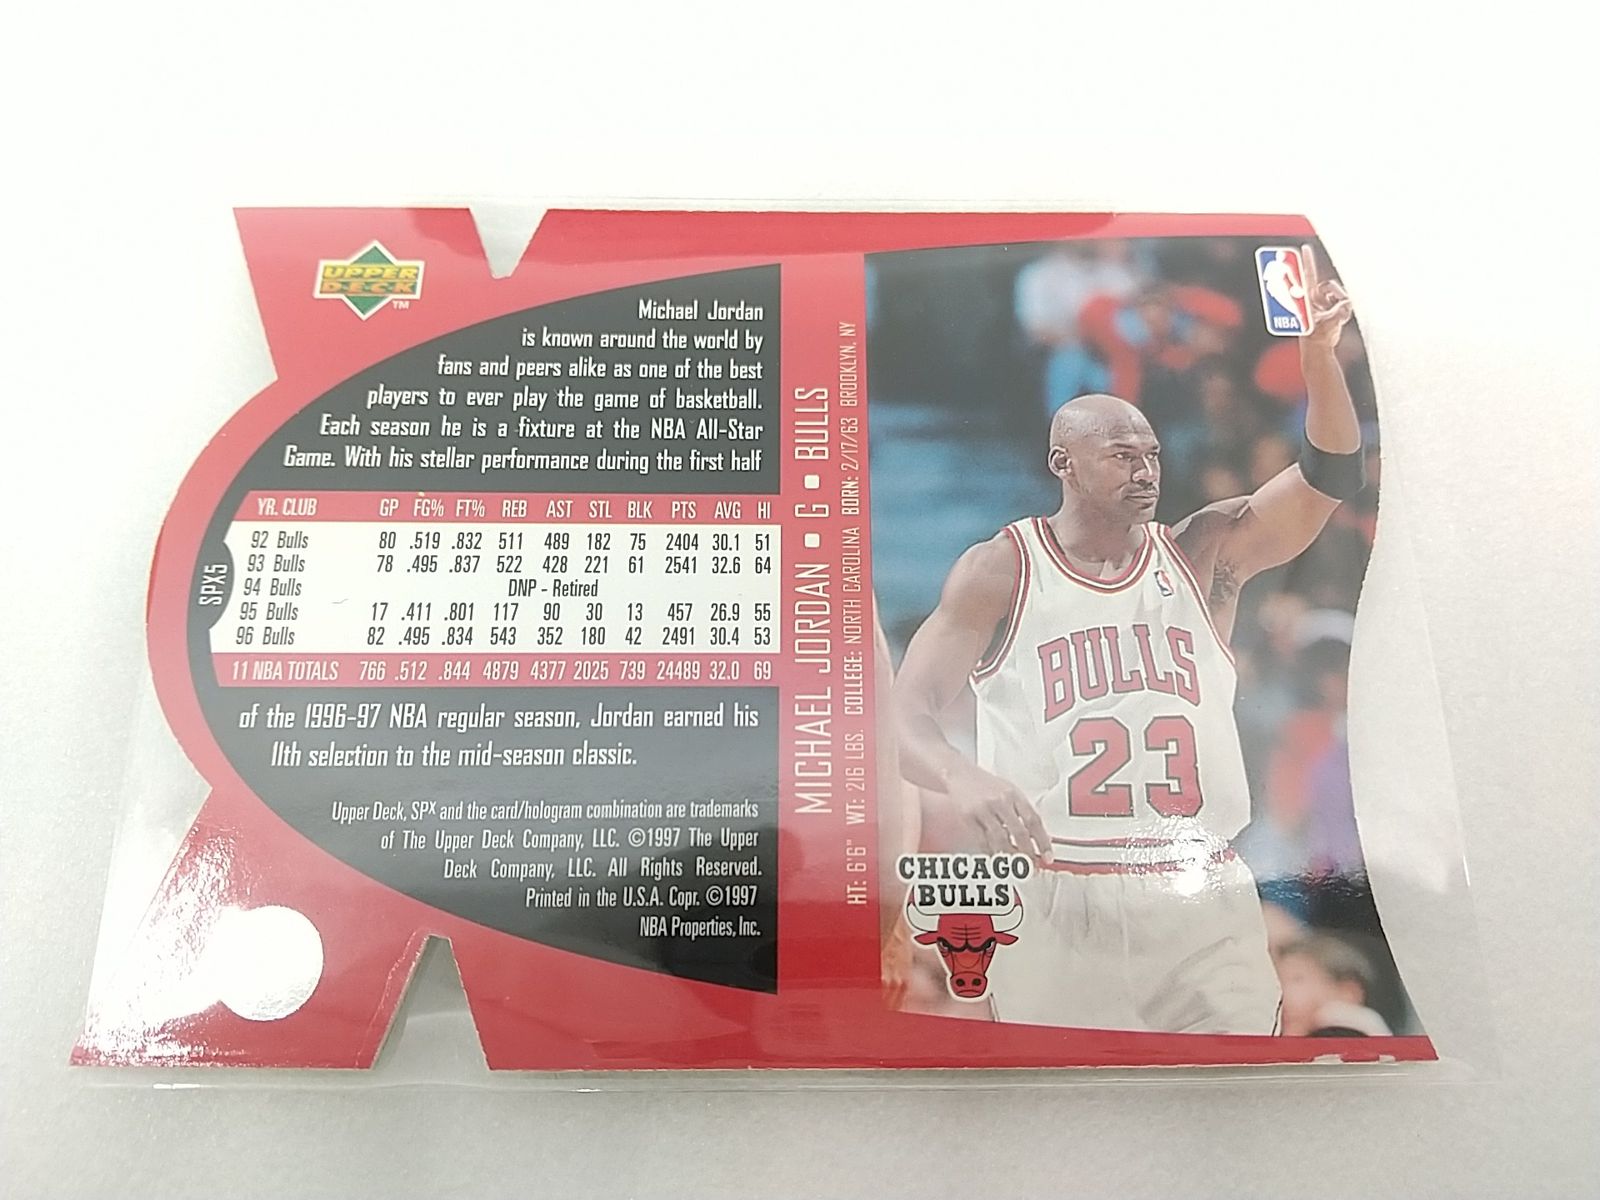 UPPER
DECK
TM
Michael Jordan
is known around the world by
fans and peers alike as one of the best
players to ever play the game of basketball.
Each season he is a fixture at the NBA All-Star
Game. With his stellar performance during the first half
YR. CLUB GP FG% FT% REB AST STL BLK PTS AVG HI
92 Bulls 80 .519 .832 511 489 182 75 2404 30.1 51
93 Bulls 78 .495 .837 522 428 221 61 2541 32.6 64
94 Bulls DNP - Retired
95 Bulls 17 .411 .801 117 90 30 13 457 26.9 55
96 Bulls 82 .495 .834 543 352 180 42 2491 30.4 53
11 NBA TOTALS 766 .512 .844 4879 4377 2025 739 24489 32.0 69
of the 1996-97 NBA regular season, Jordan earned his
11th selection to the mid-season classic.
Upper Deck, SPx and the card/hologram combination are trademarks
of The Upper Deck Company, LLC. ©1997 The Upper
Deck Company, LLC. All Rights Reserved.
Printed in the U.S.A. Copr. ©1997
NBA Properties, Inc.
SPX5
MICHAEL JORDAN ▪ G ▪ BULLS
HT: 6'6" WT: 216 LBS. COLLEGE: NORTH CAROLINA BORN: 2/17/63 BROOKLYN, NY
NBA
BULLS
23
CHICAGO
BULLS